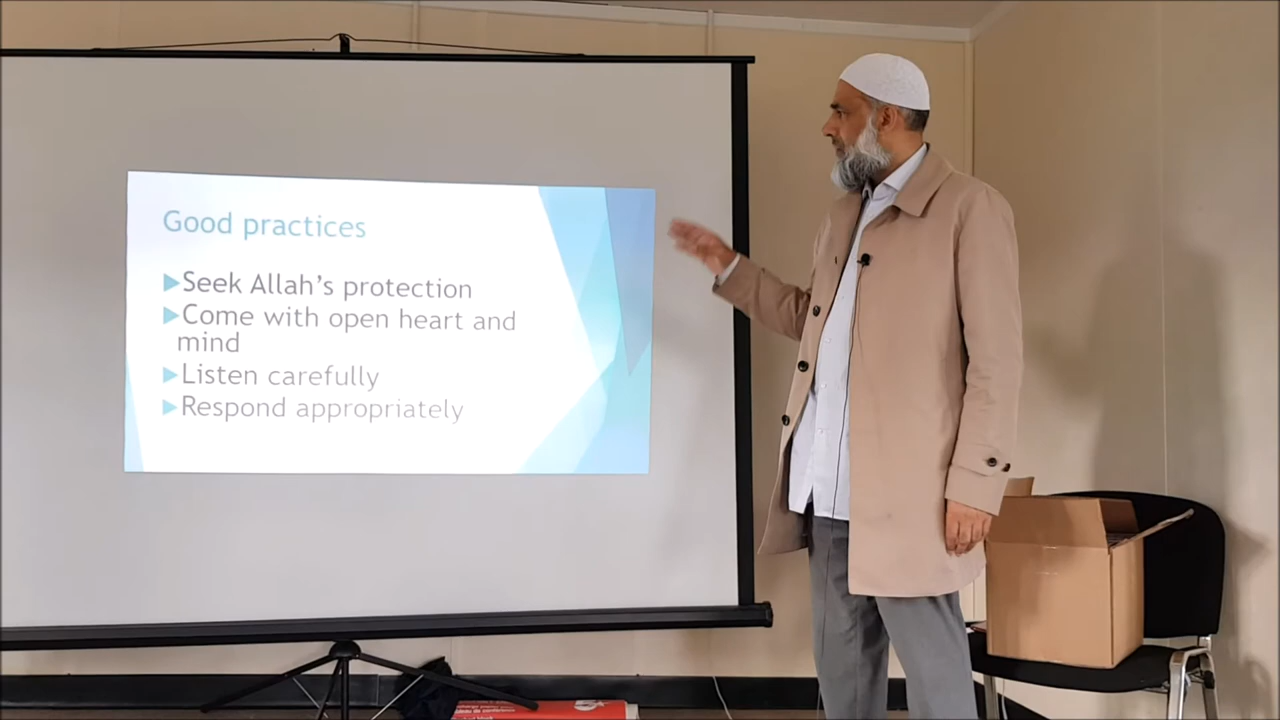 Good practices
▶Seek Allah's protection
▶Come with open heart and
mind
▶Listen carefully
▶Respond appropriately